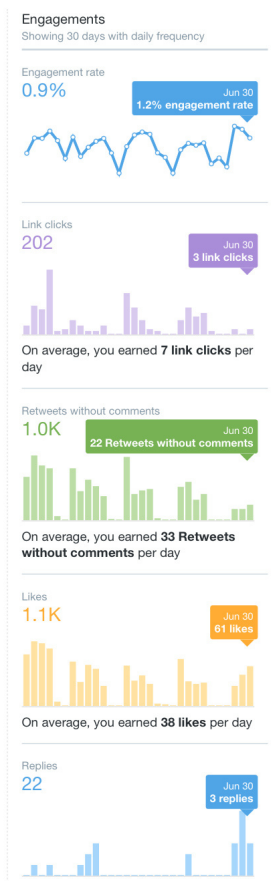 Engagements
Showing 30 days with daily frequency
Engagement rate
0.9%
Jun 30
1.2% engagement rate
Link clicks
202
Jun 30
3 link clicks
On average, you earned 7 link clicks per
day
Retweets without comments
1.0K
Jun 30
22 Retweets without comments
On average, you earned 33 Retweets
without comments per day
Likes
1.1K
Jun 30
61 likes
On average, you earned 38 likes per day
Replies
22
Jun 30
3 replies